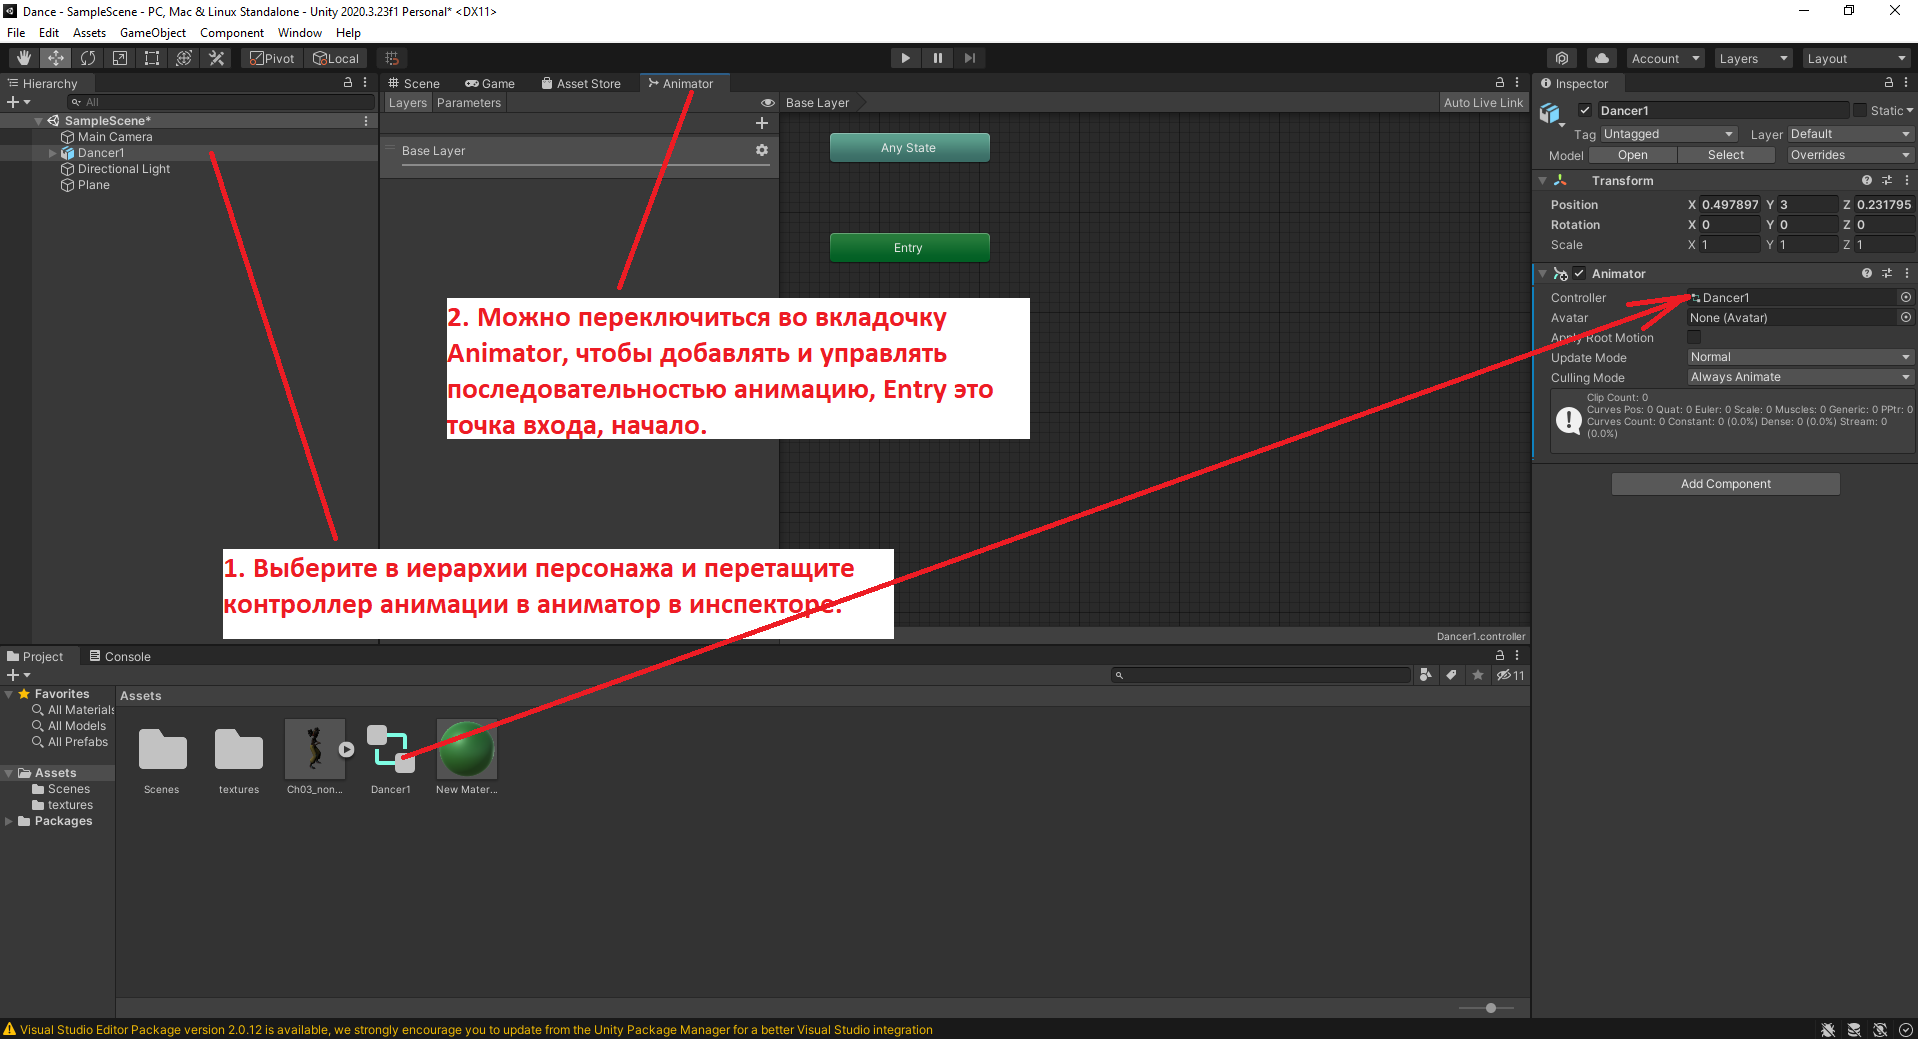 Dance - SampleScene - PC, Mac & Linux Standalone - Unity 2020.3.23f1 Personal* <DX11>
File Edit Assets GameObject Component Window Help
Pivot Local
Account Layers Layout
Hierarchy
All
SampleScene*
Main Camera
Dancer1
Directional Light
Plane
Scene Game Asset Store Animator
Layers Parameters
Base Layer
Auto Live Link
Base Layer
Any State
Entry
2. Можно переключиться во вкладочку
Animator, чтобы добавлять и управлять
последовательностью анимацию, Entry это
точка входа, начало.
1. Выберите в иерархии персонажа и перетащите
контроллер анимации в аниматор в инспекторе.
Dancer1.controller
Inspector
Dancer1
Static
Tag Untagged Layer Default
Model Open Select Overrides
Transform
Position X 0.497897 Y 3 Z 0.231795
Rotation X 0 Y 0 Z 0
Scale X 1 Y 1 Z 1
Animator
Controller Dancer1
Avatar None (Avatar)
Apply Root Motion
Update Mode Normal
Culling Mode Always Animate
Clip Count: 0
Curves Pos: 0 Quat: 0 Euler: 0 Scale: 0 Muscles: 0 Generic: 0 PPtr: 0
Curves Count: 0 Constant: 0 (0.0%) Dense: 0 (0.0%) Stream: 0
(0.0%)
Add Component
Project Console
11
Favorites
All Materials
All Models
All Prefabs
Assets
Scenes
textures
Packages
Assets
Scenes textures Ch03_non... Dancer1 New Mater...
Visual Studio Editor Package version 2.0.12 is available, we strongly encourage you to update from the Unity Package Manager for a better Visual Studio integration